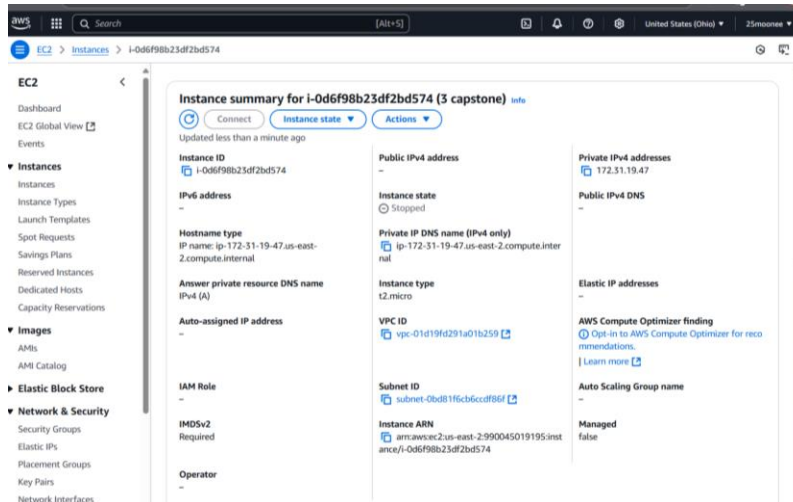 aws
Search
[Alt+S]
United States (Ohio)
25moonee
EC2 > Instances > i-0d6f98b23df2bd574
EC2
Dashboard
EC2 Global View
Events
Instances
Instances
Instance Types
Launch Templates
Spot Requests
Savings Plans
Reserved Instances
Dedicated Hosts
Capacity Reservations
Images
AMIs
AMI Catalog
Elastic Block Store
Network & Security
Security Groups
Elastic IPs
Placement Groups
Key Pairs
Network Interfaces
Instance summary for i-0d6f98b23df2bd574 (3 capstone) Info
Connect
Instance state
Actions
Updated less than a minute ago
Instance ID
i-0d6f98b23df2bd574
Public IPv4 address
–
Private IPv4 addresses
172.31.19.47
IPv6 address
–
Instance state
Stopped
Public IPv4 DNS
–
Hostname type
IP name: ip-172-31-19-47.us-east-
2.compute.internal
Private IP DNS name (IPv4 only)
ip-172-31-19-47.us-east-2.compute.inter
nal
Answer private resource DNS name
IPv4 (A)
Instance type
t2.micro
Elastic IP addresses
–
Auto-assigned IP address
–
VPC ID
vpc-01d19fd291a01b259
AWS Compute Optimizer finding
Opt-in to AWS Compute Optimizer for reco
mmendations.
| Learn more
IAM Role
–
Subnet ID
subnet-0bd81f6cb6ccdf86f
Auto Scaling Group name
–
IMDSv2
Required
Instance ARN
arn:aws:ec2:us-east-2:990045019195:inst
ance/i-0d6f98b23df2bd574
Managed
false
Operator
–